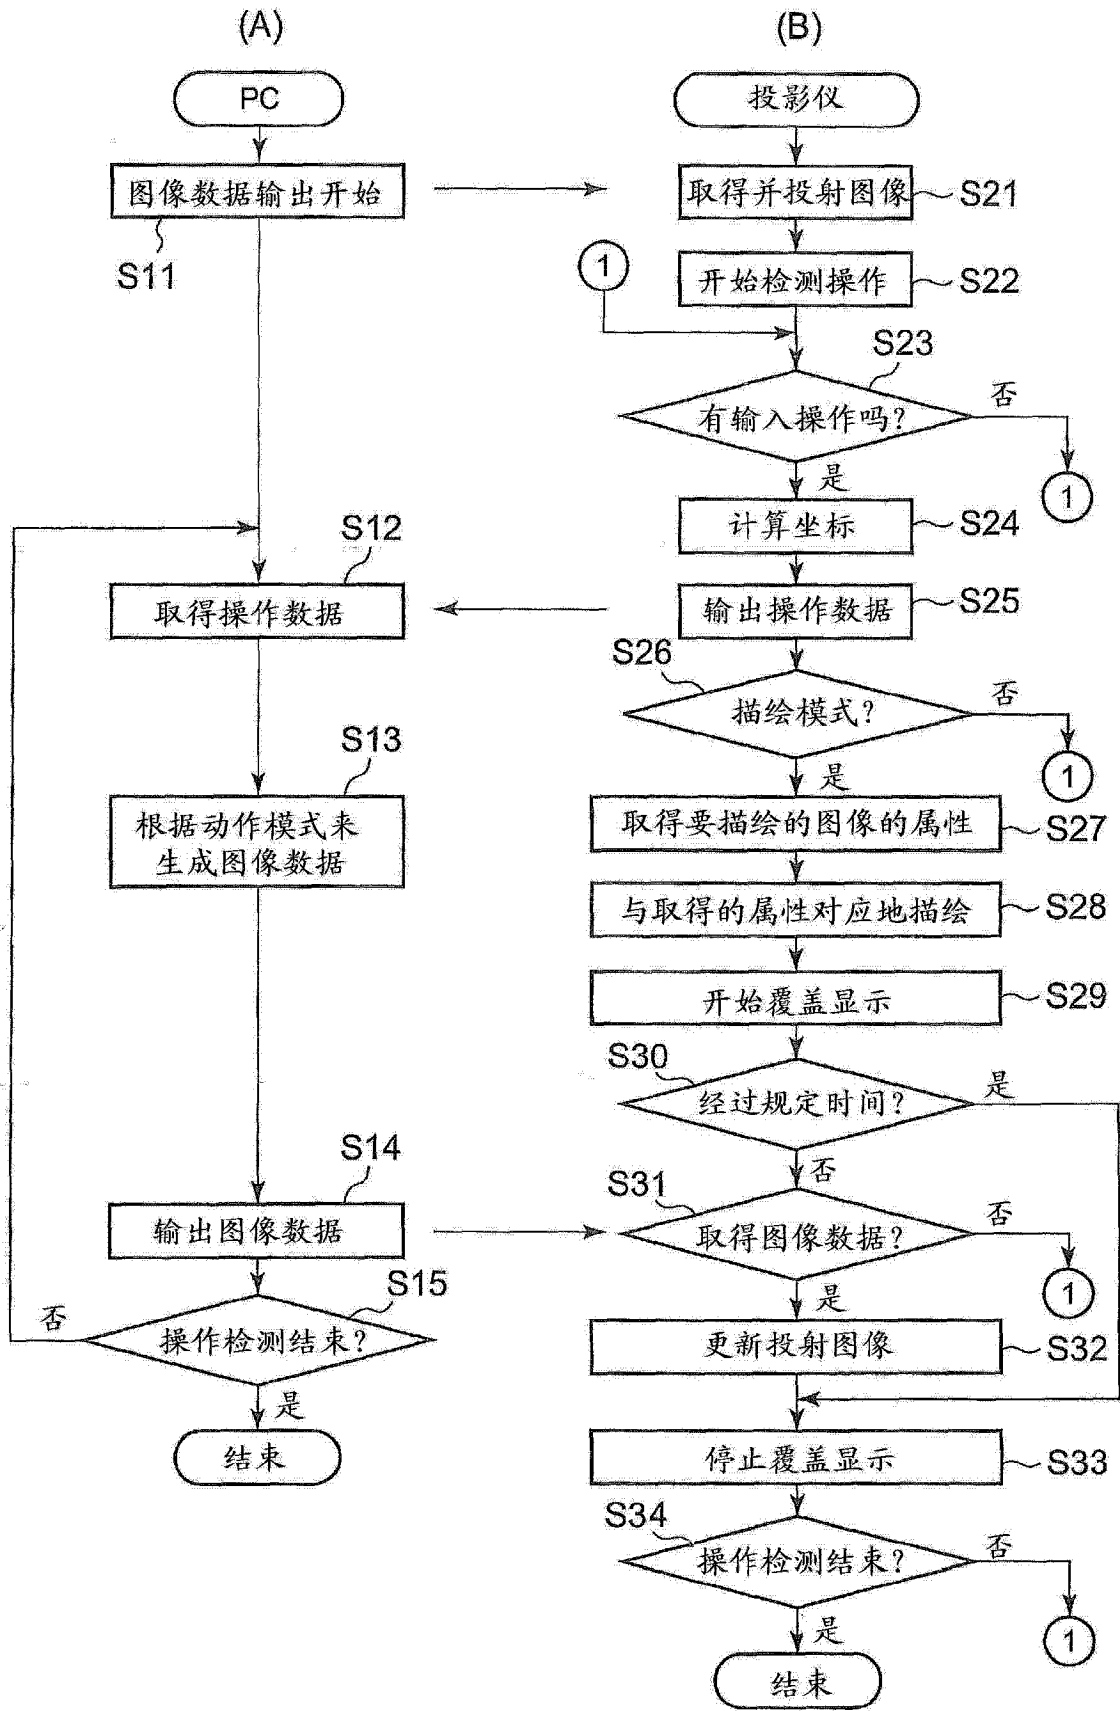 (A)
PC
图像数据输出开始
S11
S12
取得操作数据
S13
根据动作模式来
生成图像数据
S14
输出图像数据
S15
操作检测结束?
否
是
结束
(B)
投影仪
取得并投射图像
S21
1
开始检测操作
S22
S23
有输入操作吗?
否
1
是
计算坐标
S24
输出操作数据
S25
S26
描绘模式?
否
1
是
取得要描绘的图像的属性
S27
与取得的属性对应地描绘
S28
开始覆盖显示
S29
S30
经过规定时间?
是
否
S31
取得图像数据?
否
1
是
更新投射图像
S32
停止覆盖显示
S33
S34
操作检测结束?
否
1
是
结束